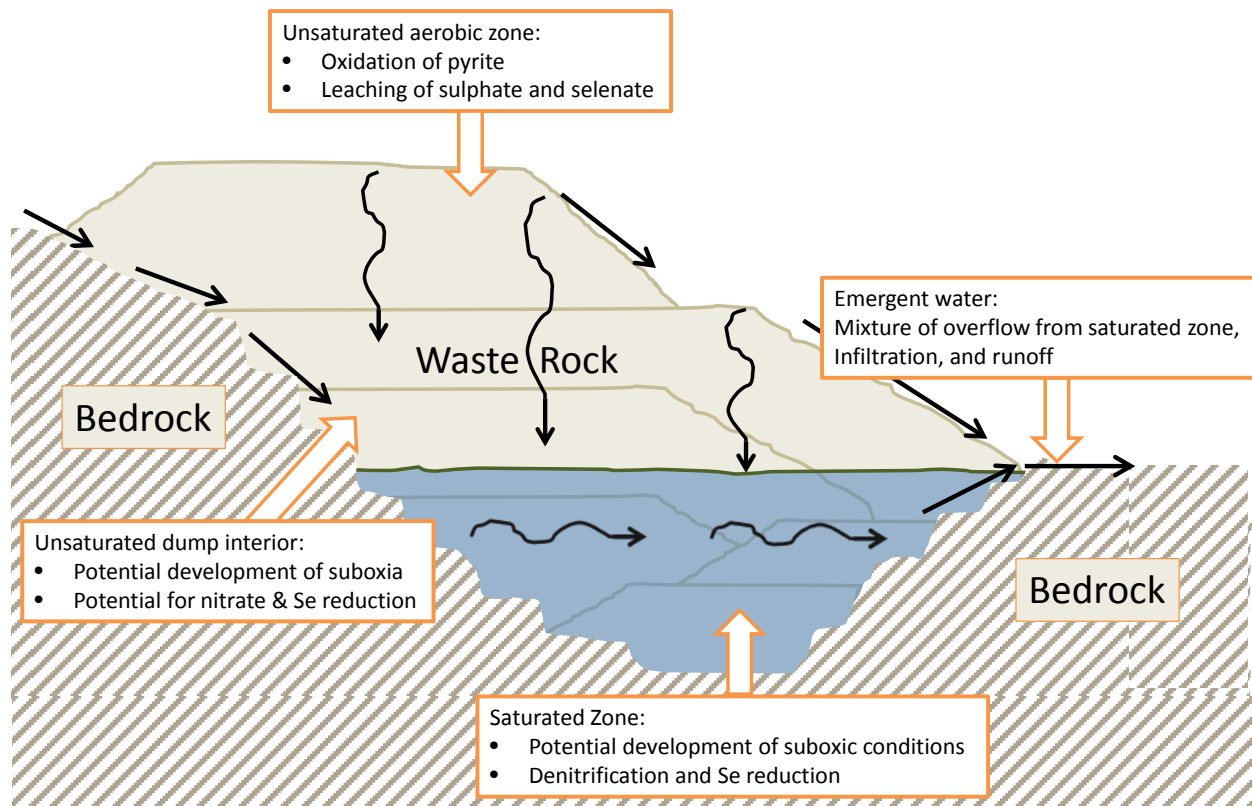 Unsaturated aerobic zone:
• Oxidation of pyrite
• Leaching of sulphate and selenate
Emergent water:
Mixture of overflow from saturated zone,
Infiltration, and runoff
Waste Rock
Bedrock
Unsaturated dump interior:
• Potential development of suboxia
• Potential for nitrate & Se reduction
Bedrock
Saturated Zone:
• Potential development of suboxic conditions
• Denitrification and Se reduction